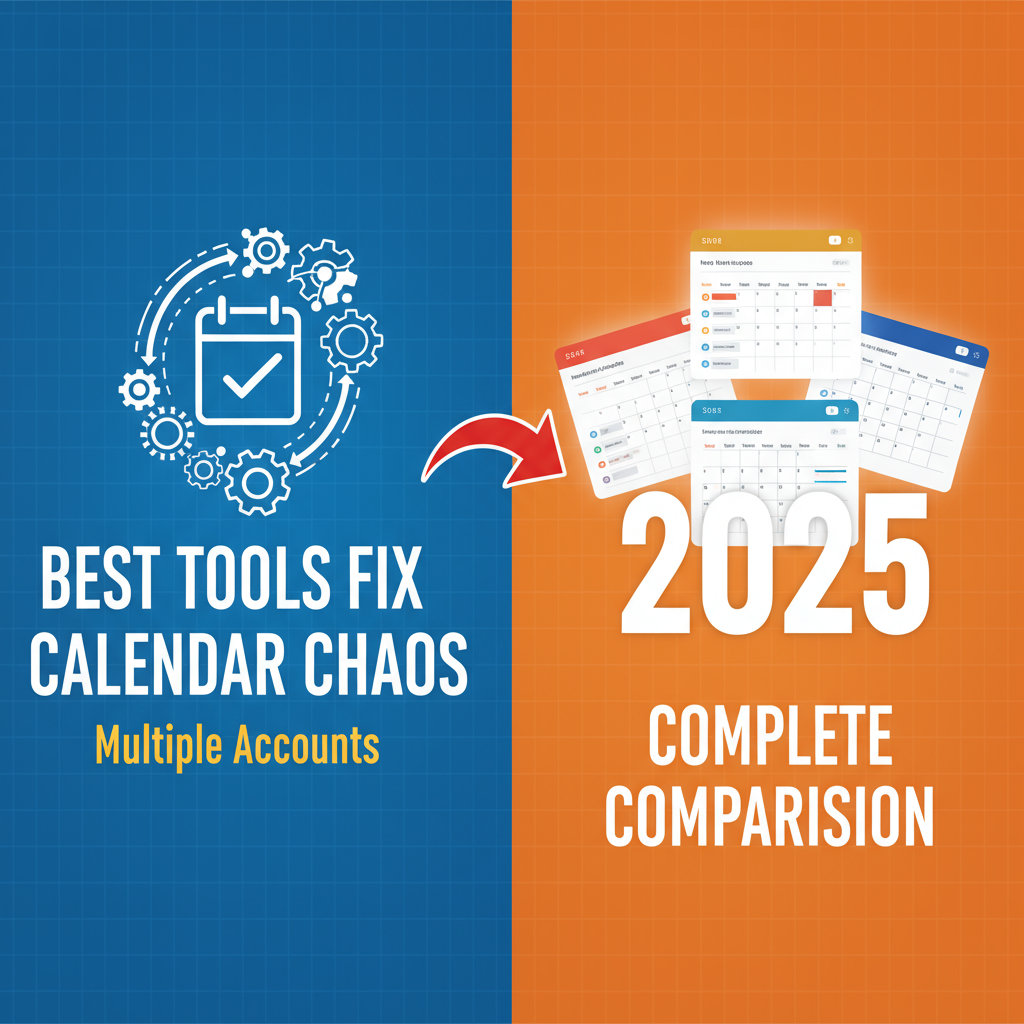 BEST TOOLS FIX
CALENDAR CHAOS
Multiple Accounts
2025
COMPLETE
COMPARISION